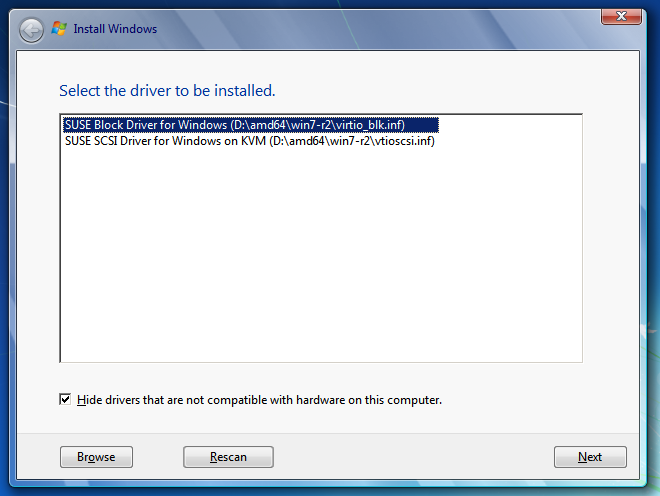 Install Windows
Select the driver to be installed.
SUSE Block Driver for Windows (D:\amd64\win7-r2\virtio_blk.inf)
SUSE SCSI Driver for Windows on KVM (D:\amd64\win7-r2\vtioscsi.inf)
Hide drivers that are not compatible with hardware on this computer.
Browse
Rescan
Next